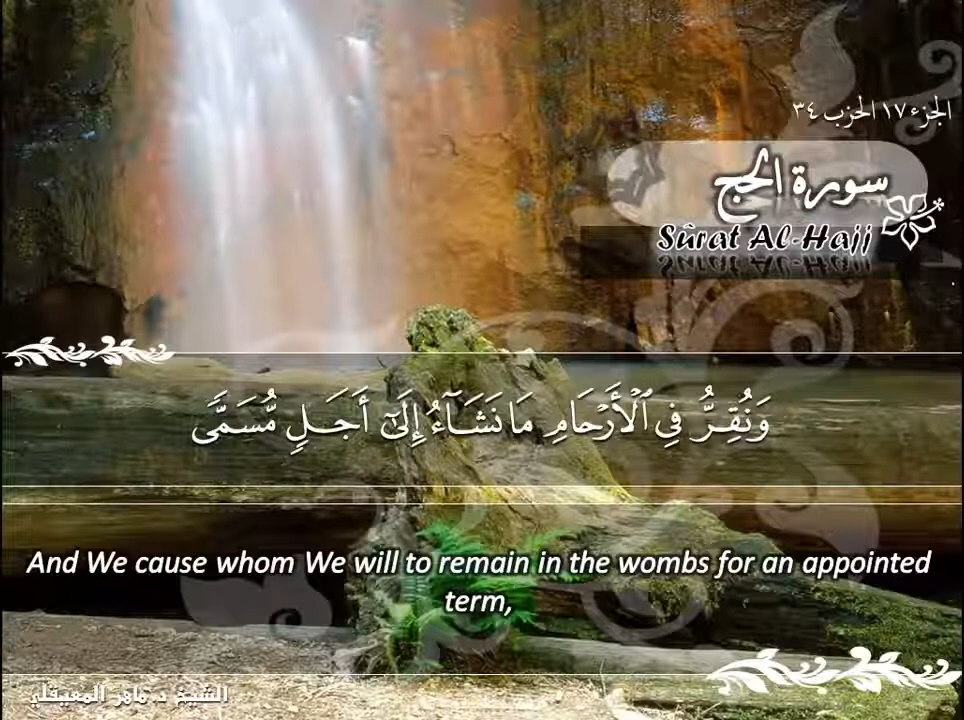 الجزء ١٧ الحزب ٣٤
سورة الحج
Sûrat Al-Hajj
وَنُقِرُّ فِي ٱلْأَرْحَامِ مَا نَشَآءُ إِلَىٰٓ أَجَلٍ مُّسَمًّى
And We cause whom We will to remain in the wombs for an appointed
term,
الشيخ د. ماهر المعيقلي